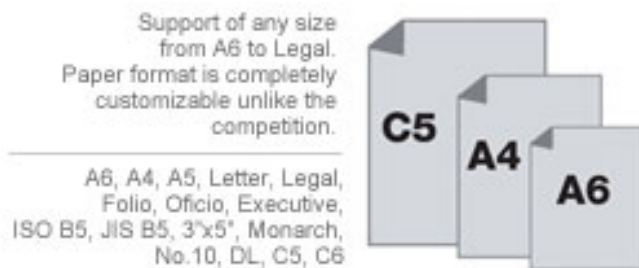 Support of any size
from A6 to Legal.
Paper format is completely
customizable unlike the
competition.
A6, A4, A5, Letter, Legal,
Folio, Oficio, Executive,
ISO B5, JIS B5, 3"x5", Monarch,
No.10, DL, C5, C6
C5
A4
A6